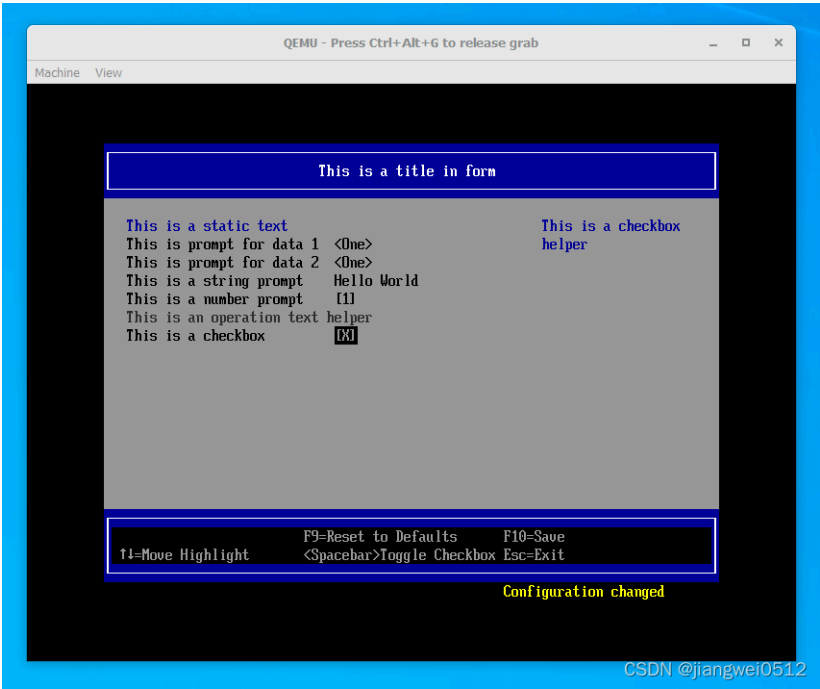 QEMU - Press Ctrl+Alt+G to release grab
Machine View
This is a title in form
This is a static text
This is prompt for data 1 <One>
This is prompt for data 2 <One>
This is a string prompt Hello World
This is a number prompt [1]
This is an operation text helper
This is a checkbox [X]
This is a checkbox
helper
F9=Reset to Defaults F10=Save
↑↓=Move Highlight <Spacebar>Toggle Checkbox Esc=Exit
Configuration changed
CSDN @jiangwei0512